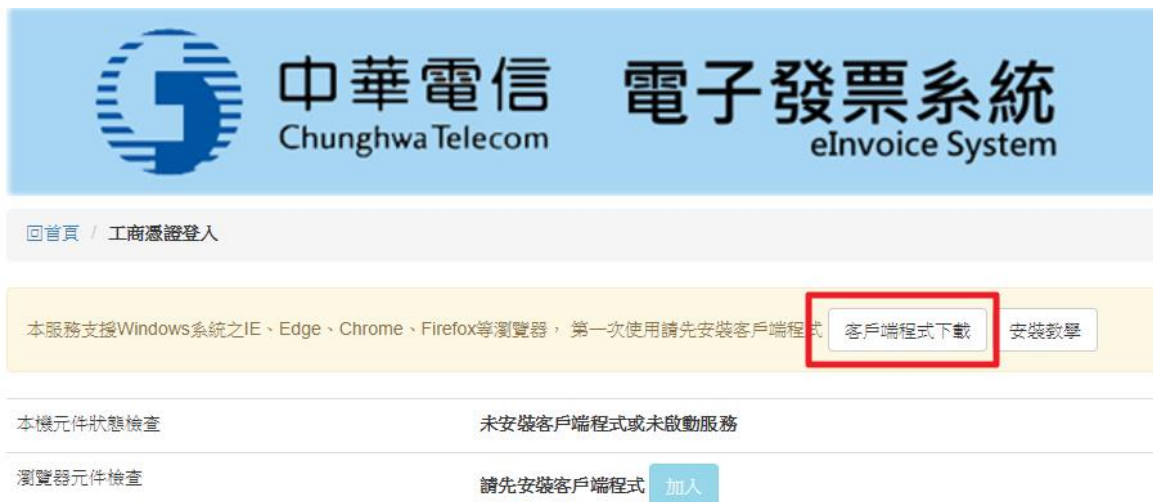 中華電信 電子發票系統
Chunghwa Telecom eInvoice System
回首頁 / 工商憑證登入
本服務支援Windows系統之IE、Edge、Chrome、Firefox等瀏覽器， 第一次使用請先安裝客戶端程式 客戶端程式下載 安裝教學
本機元件狀態檢查 未安裝客戶端程式或未啟動服務
瀏覽器元件檢查 請先安裝客戶端程式 加入